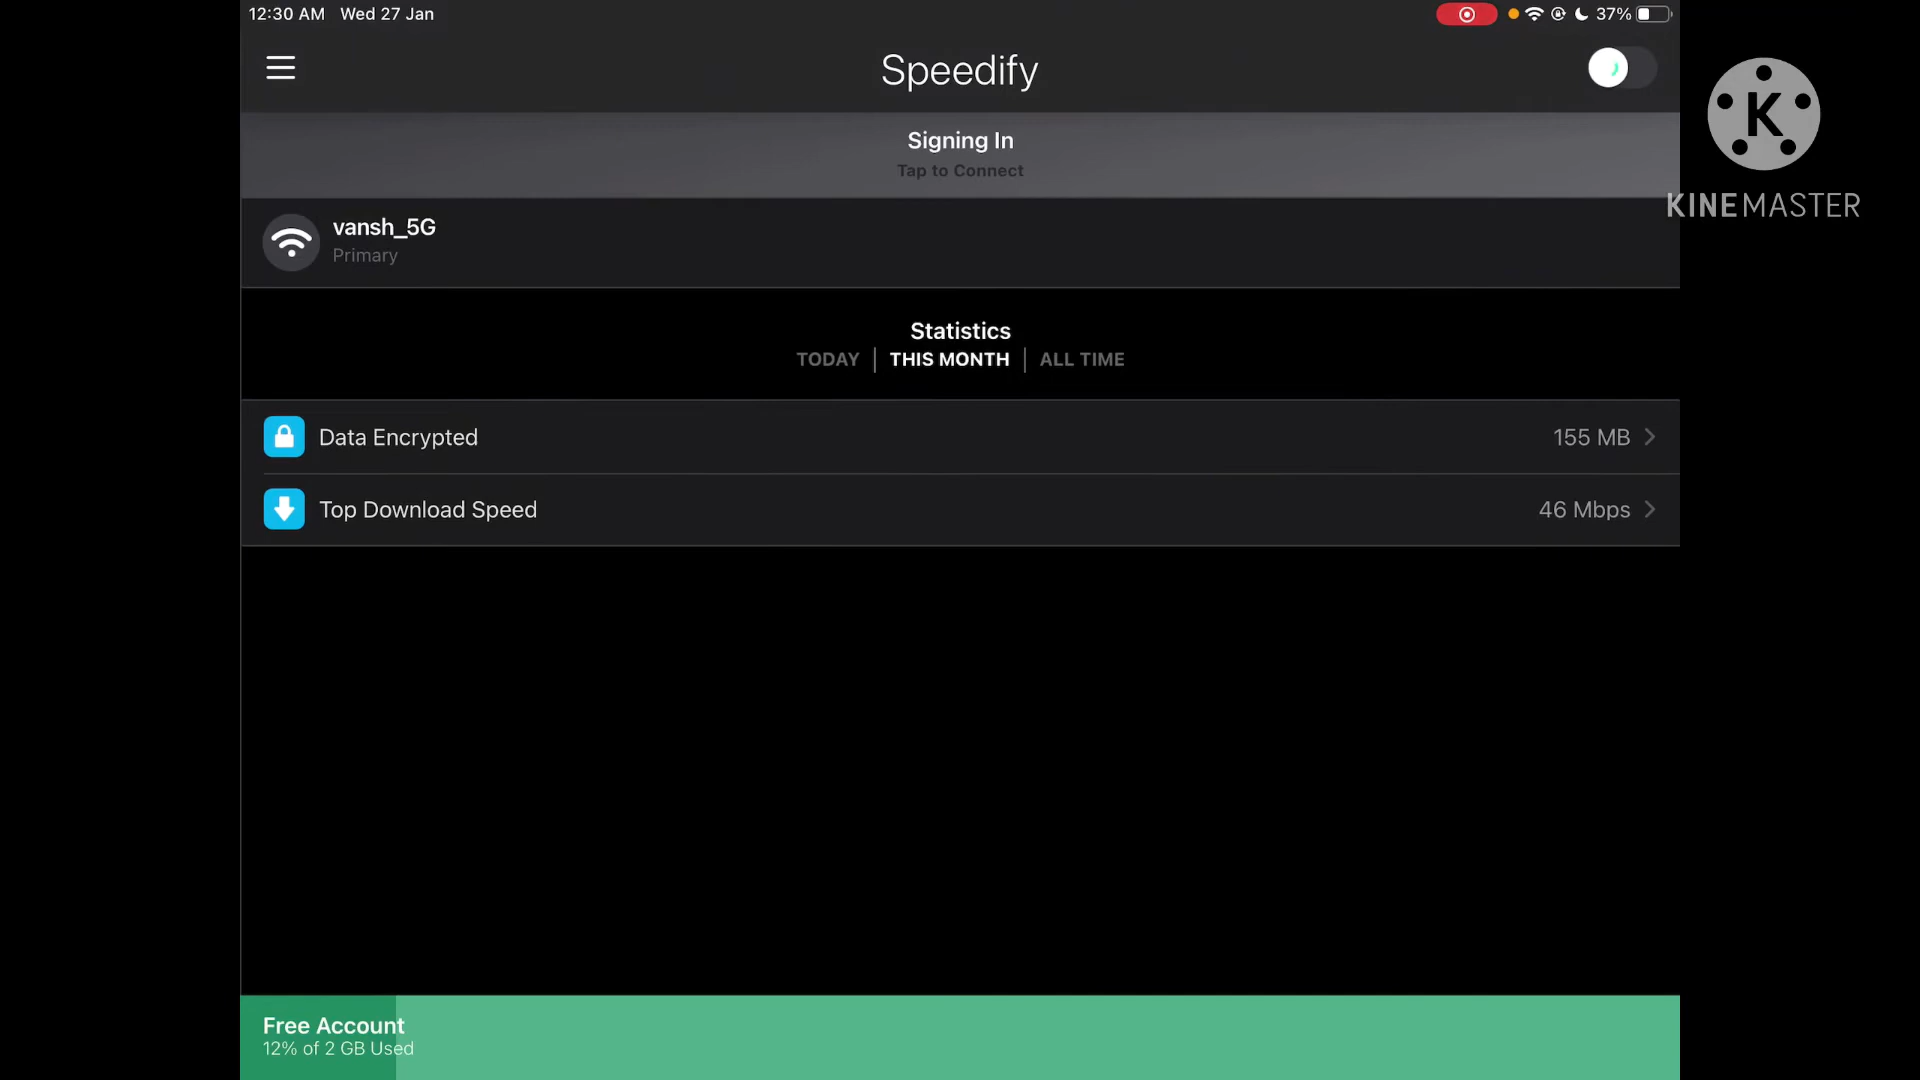 12:30 AM Wed 27 Jan
37%
Speedify
Signing In
Tap to Connect
vansh_5G
Primary
Statistics
TODAY | THIS MONTH | ALL TIME
Data Encrypted 155 MB
Top Download Speed 46 Mbps
Free Account
12% of 2 GB Used
K
KINEMASTER